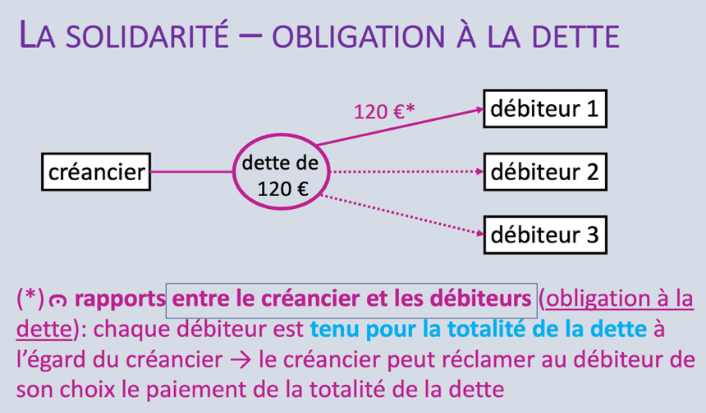 LA SOLIDARITÉ – OBLIGATION À LA DETTE
120 €*
débiteur 1
créancier
dette de
120 €
débiteur 2
débiteur 3
(*) rapports entre le créancier et les débiteurs (obligation à la
dette): chaque débiteur est tenu pour la totalité de la dette à
l'égard du créancier → le créancier peut réclamer au débiteur de
son choix le paiement de la totalité de la dette